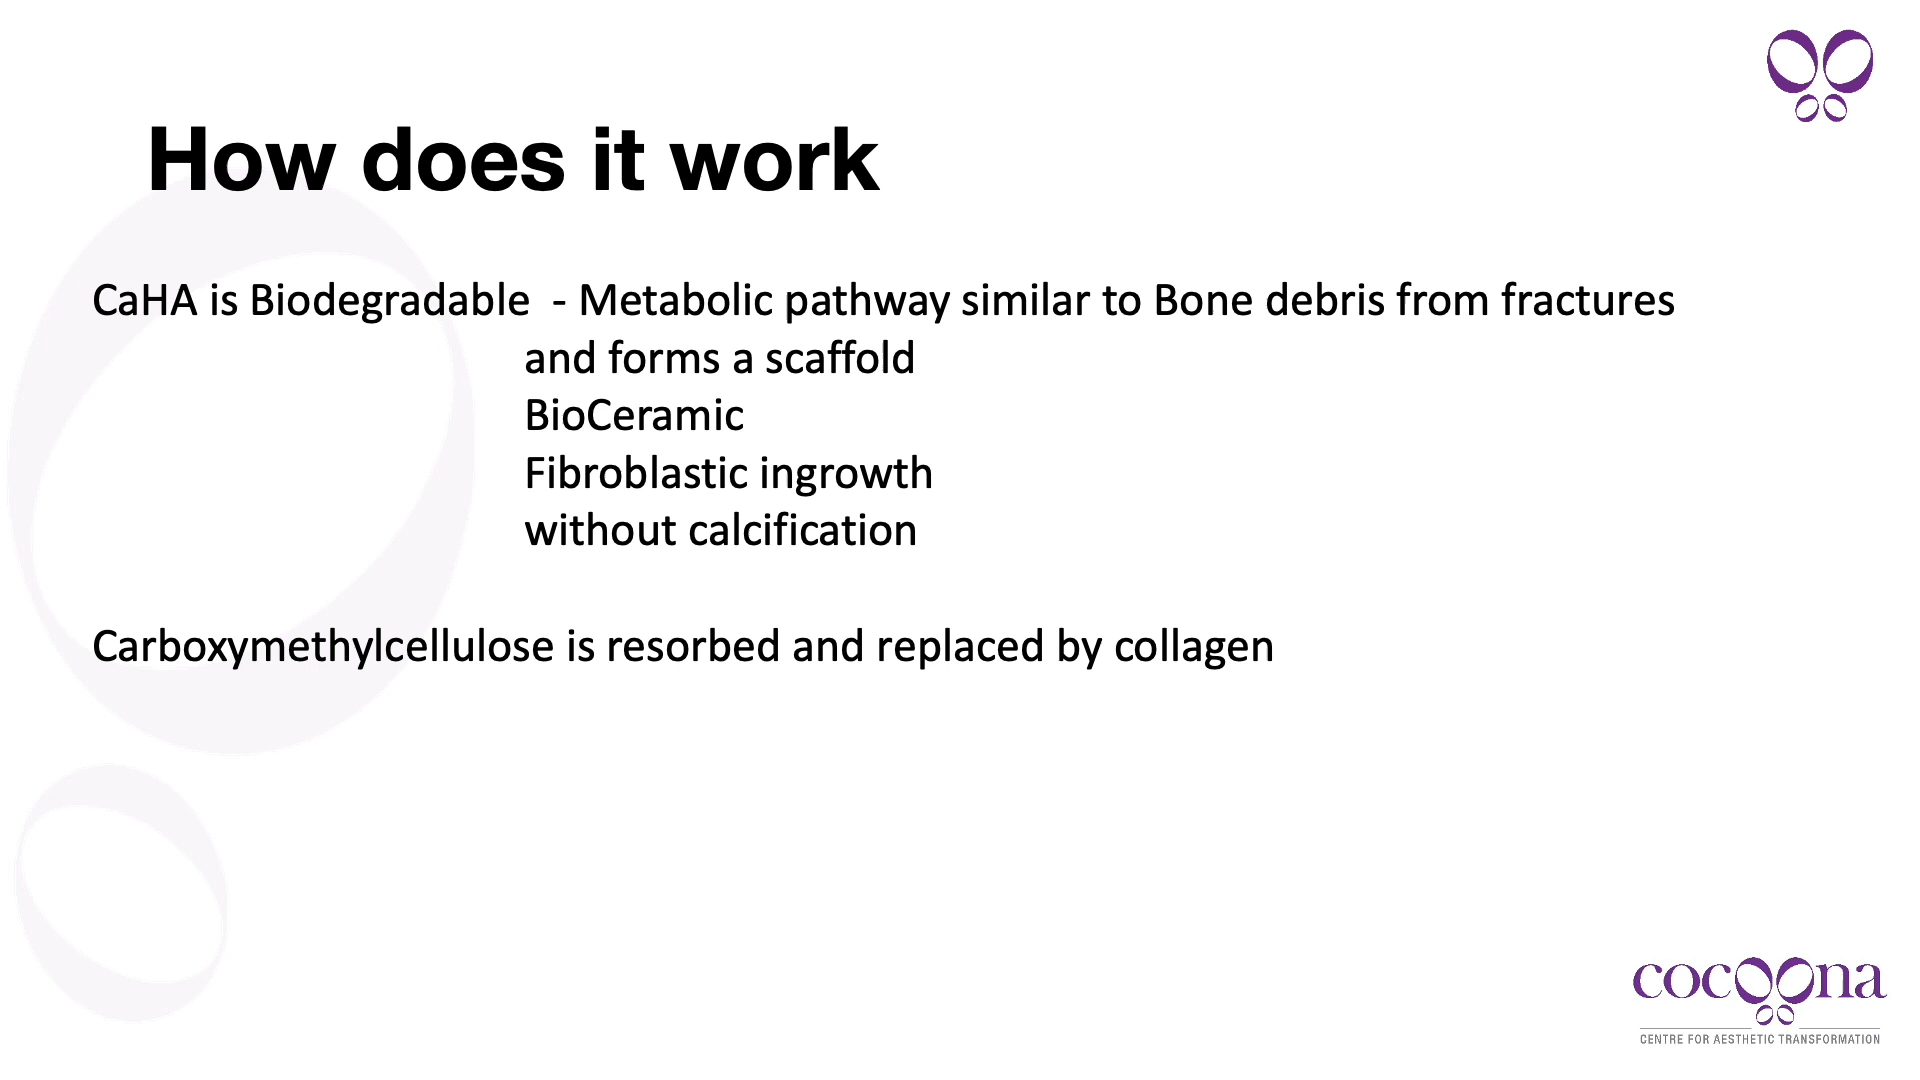 How does it work
CaHA is Biodegradable - Metabolic pathway similar to Bone debris from fractures
and forms a scaffold
BioCeramic
Fibroblastic ingrowth
without calcification
Carboxymethylcellulose is resorbed and replaced by collagen
cocoona
CENTRE FOR AESTHETIC TRANSFORMATION